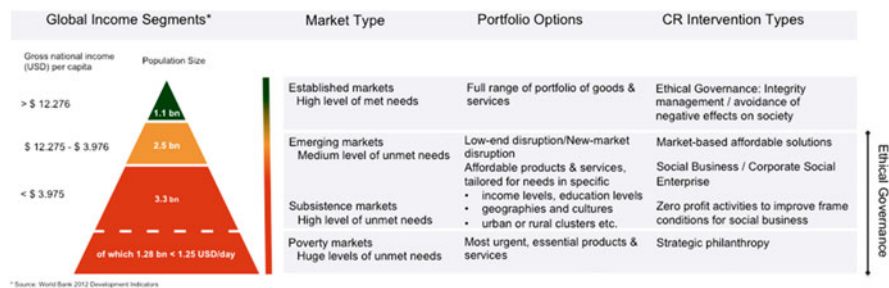 Global Income Segments*
Market Type
Portfolio Options
CR Intervention Types
Gross national income
(USD) per capita
Population Size
> $ 12.276
$ 12.275 - $ 3.976
< $ 3.975
1.1 bn
2.5 bn
3.3 bn
of which 1.28 bn < 1.25 USD/day
Established markets
High level of met needs
Full range of portfolio of goods &
services
Ethical Governance: Integrity
management / avoidance of
negative effects on society
Emerging markets
Medium level of unmet needs
Low-end disruption/New-market
disruption
Affordable products & services,
tailored for needs in specific
• income levels, education levels
• geographies and cultures
• urban or rural clusters etc.
Market-based affordable solutions
Social Business / Corporate Social
Enterprise
Subsistence markets
High level of unmet needs
Zero profit activities to improve frame
conditions for social business
Poverty markets
Huge levels of unmet needs
Most urgent, essential products &
services
Strategic philanthropy
Ethical Governance
* Source: World Bank 2012 Development Indicators